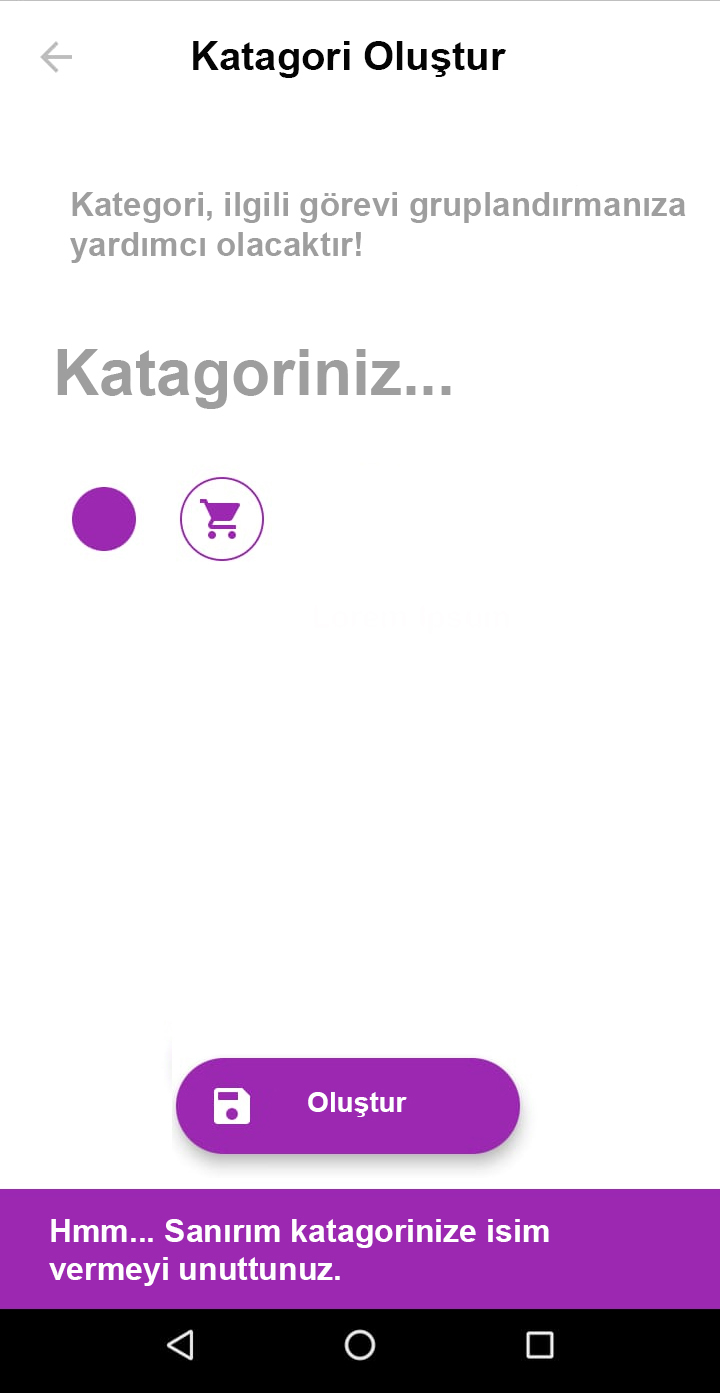 Katagori Oluştur
Kategori, ilgili görevi gruplandırmanıza
yardımcı olacaktır!
Katagoriniz...
Oluştur
Hmm... Sanırım katagorinize isim
vermeyi unuttunuz.